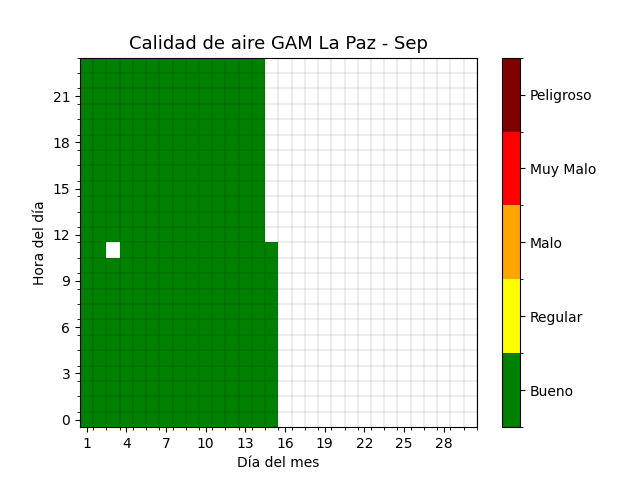 Calidad de aire GAM La Paz - Sep
Hora del día
21
18
15
12
9
6
3
0
1 4 7 10 13 16 19 22 25 28
Día del mes
Peligroso
Muy Malo
Malo
Regular
Bueno